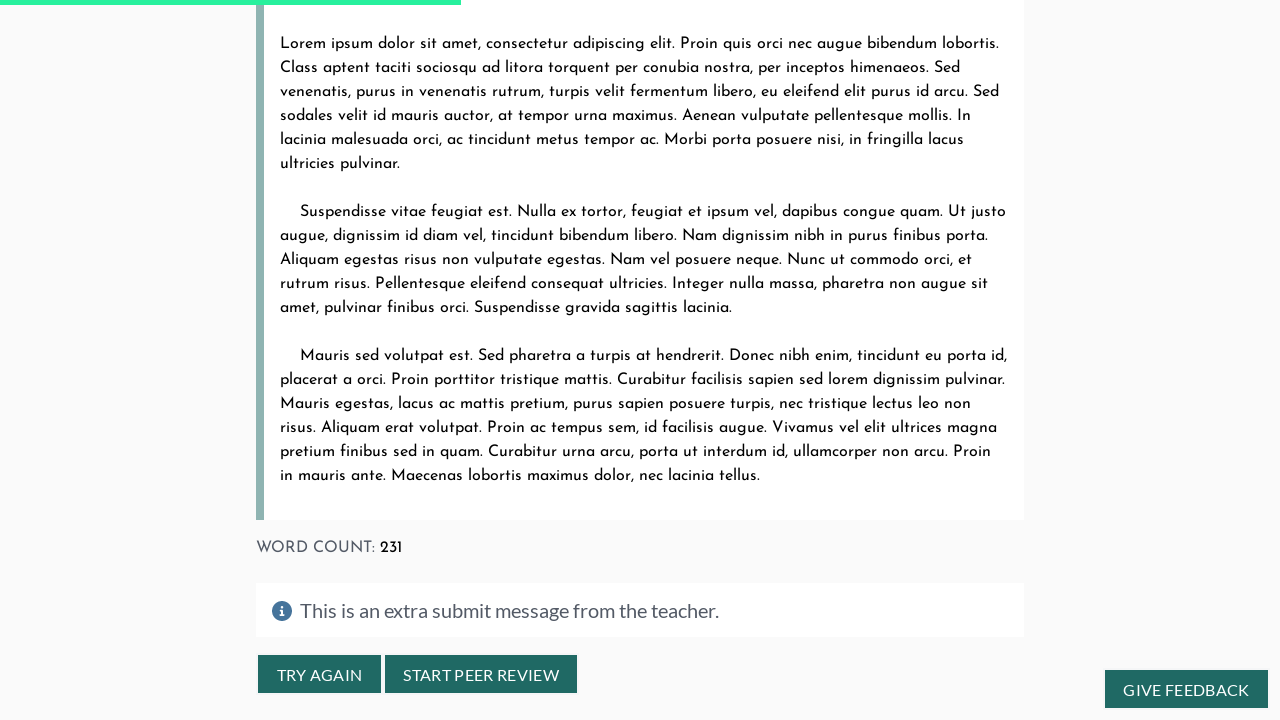 Lorem ipsum dolor sit amet, consectetur adipiscing elit. Proin quis orci nec augue bibendum lobortis.
Class aptent taciti sociosqu ad litora torquent per conubia nostra, per inceptos himenaeos. Sed
venenatis, purus in venenatis rutrum, turpis velit fermentum libero, eu eleifend elit purus id arcu. Sed
sodales velit id mauris auctor, at tempor urna maximus. Aenean vulputate pellentesque mollis. In
lacinia malesuada orci, ac tincidunt metus tempor ac. Morbi porta posuere nisi, in fringilla lacus
ultricies pulvinar.
Suspendisse vitae feugiat est. Nulla ex tortor, feugiat et ipsum vel, dapibus congue quam. Ut justo
augue, dignissim id diam vel, tincidunt bibendum libero. Nam dignissim nibh in purus finibus porta.
Aliquam egestas risus non vulputate egestas. Nam vel posuere neque. Nunc ut commodo orci, et
rutrum risus. Pellentesque eleifend consequat ultricies. Integer nulla massa, pharetra non augue sit
amet, pulvinar finibus orci. Suspendisse gravida sagittis lacinia.
Mauris sed volutpat est. Sed pharetra a turpis at hendrerit. Donec nibh enim, tincidunt eu porta id,
placerat a orci. Proin porttitor tristique mattis. Curabitur facilisis sapien sed lorem dignissim pulvinar.
Mauris egestas, lacus ac mattis pretium, purus sapien posuere turpis, nec tristique lectus leo non
risus. Aliquam erat volutpat. Proin ac tempus sem, id facilisis augue. Vivamus vel elit ultrices magna
pretium finibus sed in quam. Curabitur urna arcu, porta ut interdum id, ullamcorper non arcu. Proin
in mauris ante. Maecenas lobortis maximus dolor, nec lacinia tellus.
WORD COUNT: 231
This is an extra submit message from the teacher.
TRY AGAIN START PEER REVIEW
GIVE FEEDBACK